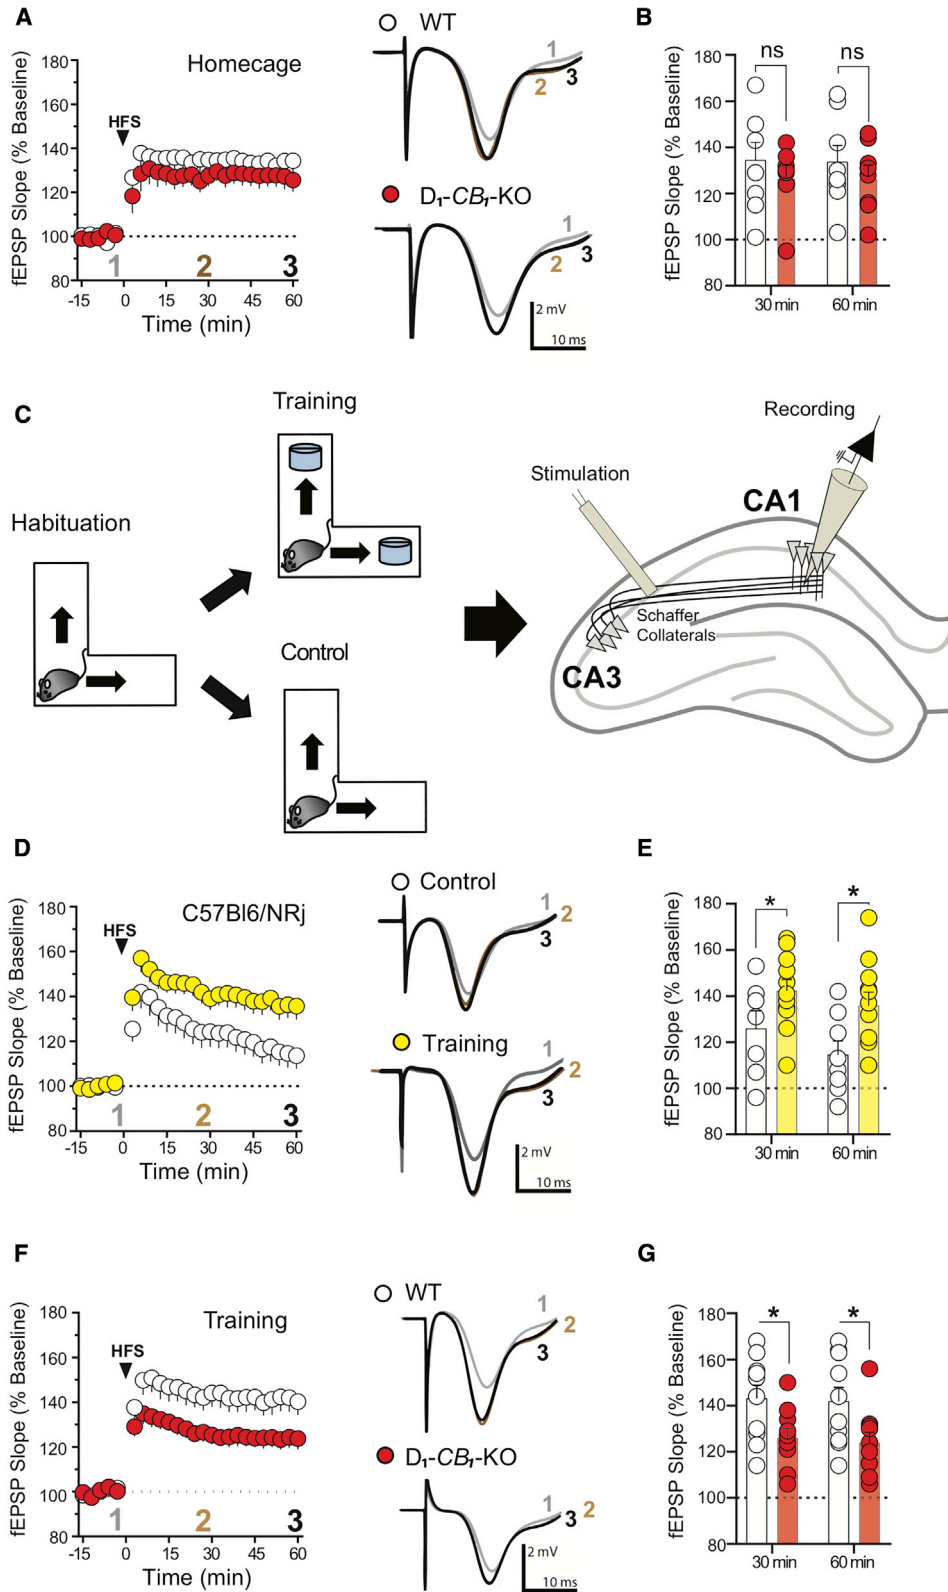 A
Homecage
HFS
fEPSP Slope (% Baseline)
180
160
140
120
100
80
1 2 3
-15 0 15 30 45 60
Time (min)
WT
1
2
3
D₁-CB₁-KO
1
2
3
2 mV
10 ms
B
ns ns
fEPSP Slope (% Baseline)
180
160
140
120
100
80
30 min 60 min
C
Habituation
Training
Control
Stimulation
Recording
CA1
Schaffer
Collaterals
CA3
D
C57Bl6/NRj
HFS
fEPSP Slope (% Baseline)
180
160
140
120
100
80
1 2 3
-15 0 15 30 45 60
Time (min)
Control
1
2
3
Training
1
2
3
2 mV
10 ms
E
* *
fEPSP Slope (% Baseline)
180
160
140
120
100
80
30 min 60 min
F
Training
HFS
fEPSP Slope (% Baseline)
180
160
140
120
100
80
1 2 3
-15 0 15 30 45 60
Time (min)
WT
1
2
3
D₁-CB₁-KO
1
2
3
2 mV
10 ms
G
* *
fEPSP Slope (% Baseline)
180
160
140
120
100
80
30 min 60 min